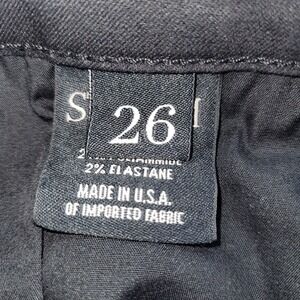 26
2% ELASTANE
MADE IN U.S.A.
OF IMPORTED FABRIC